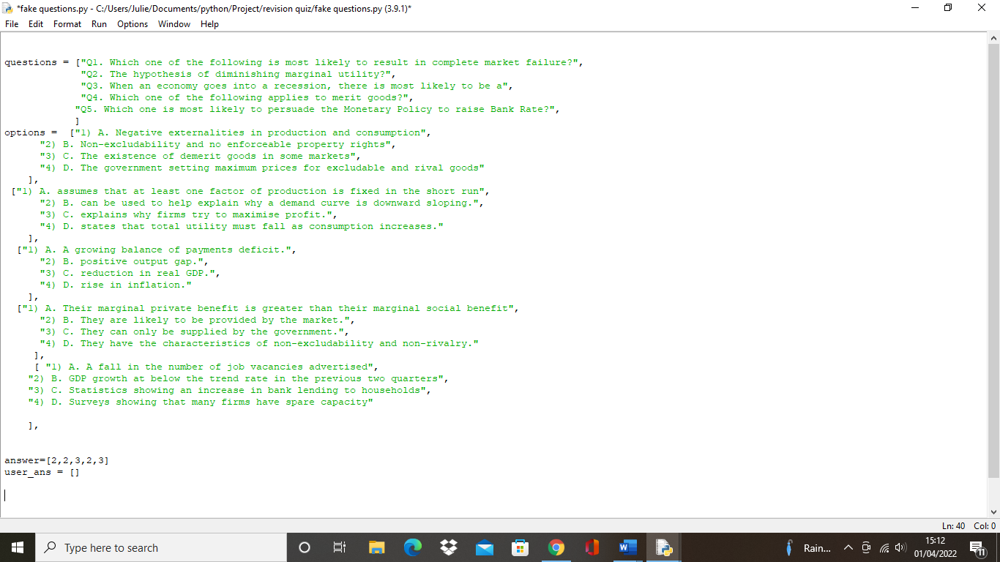 *fake questions.py - C:/Users/Julie/Documents/python/Project/revision quiz/fake questions.py (3.9.1)*
File Edit Format Run Options Window Help
questions = ["Q1. Which one of the following is most likely to result in complete market failure?",
"Q2. The hypothesis of diminishing marginal utility?",
"Q3. When an economy goes into a recession, there is most likely to be a",
"Q4. Which one of the following applies to merit goods?",
"Q5. Which one is most likely to persuade the Monetary Policy to raise Bank Rate?",
]
options = ["1) A. Negative externalities in production and consumption",
"2) B. Non-excludability and no enforceable property rights",
"3) C. The existence of demerit goods in some markets",
"4) D. The government setting maximum prices for excludable and rival goods"
],
["1) A. assumes that at least one factor of production is fixed in the short run",
"2) B. can be used to help explain why a demand curve is downward sloping.",
"3) C. explains why firms try to maximise profit.",
"4) D. states that total utility must fall as consumption increases."
],
["1) A. A growing balance of payments deficit.",
"2) B. positive output gap.",
"3) C. reduction in real GDP.",
"4) D. rise in inflation."
],
["1) A. Their marginal private benefit is greater than their marginal social benefit",
"2) B. They are likely to be provided by the market.",
"3) C. They can only be supplied by the government.",
"4) D. They have the characteristics of non-excludability and non-rivalry."
],
[ "1) A. A fall in the number of job vacancies advertised",
"2) B. GDP growth at below the trend rate in the previous two quarters",
"3) C. Statistics showing an increase in bank lending to households",
"4) D. Surveys showing that many firms have spare capacity"
],
answer=[2,2,3,2,3]
user_ans = []
Ln: 40 Col: 0
Type here to search
Rain...
15:12
01/04/2022
11